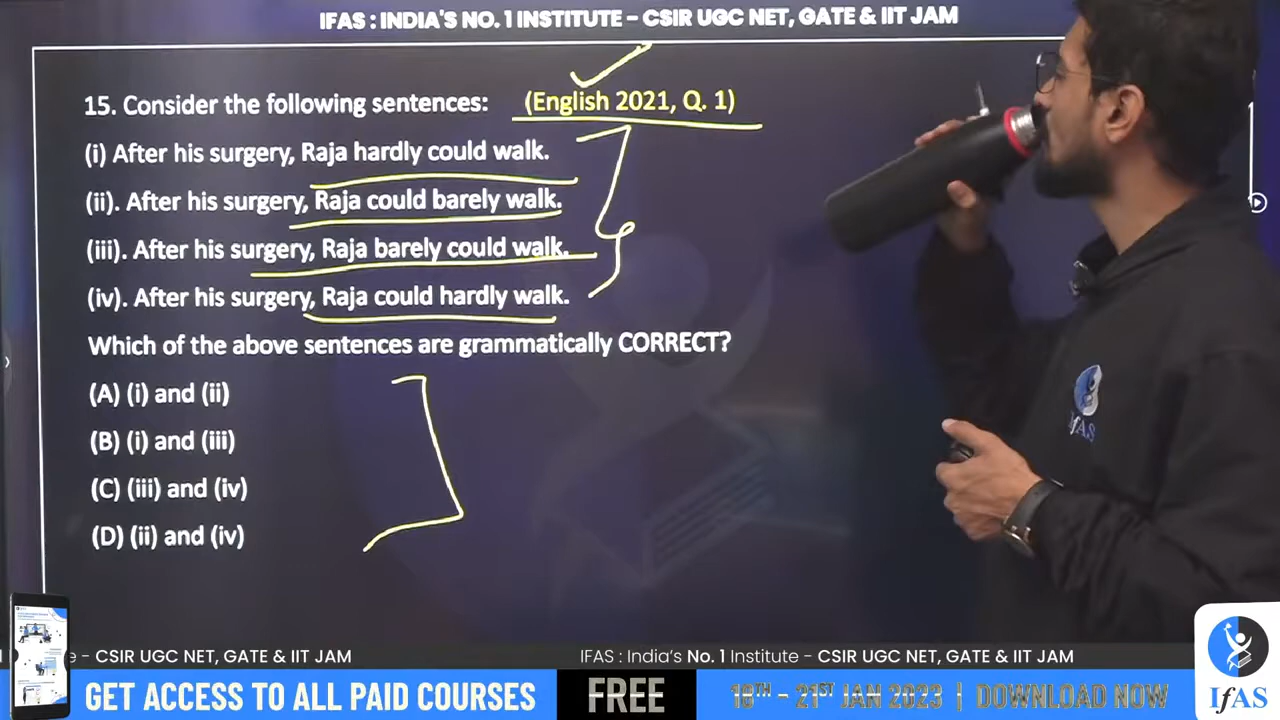 IFAS : INDIA'S NO. 1 INSTITUTE – CSIR UGC NET, GATE & IIT JAM
15. Consider the following sentences: (English 2021, Q. 1)
(i) After his surgery, Raja hardly could walk.
(ii). After his surgery, Raja could barely walk.
(iii). After his surgery, Raja barely could walk.
(iv). After his surgery, Raja could hardly walk.
Which of the above sentences are grammatically CORRECT?
(A) (i) and (ii)
(B) (i) and (iii)
(C) (iii) and (iv)
(D) (ii) and (iv)
IfAS
e - CSIR UGC NET, GATE & IIT JAM IFAS : India's No. 1 Institute - CSIR UGC NET, GATE & IIT JAM
GET ACCESS TO ALL PAID COURSES FREE 18TH - 21ST JAN 2023 | DOWNLOAD NOW
IfAS